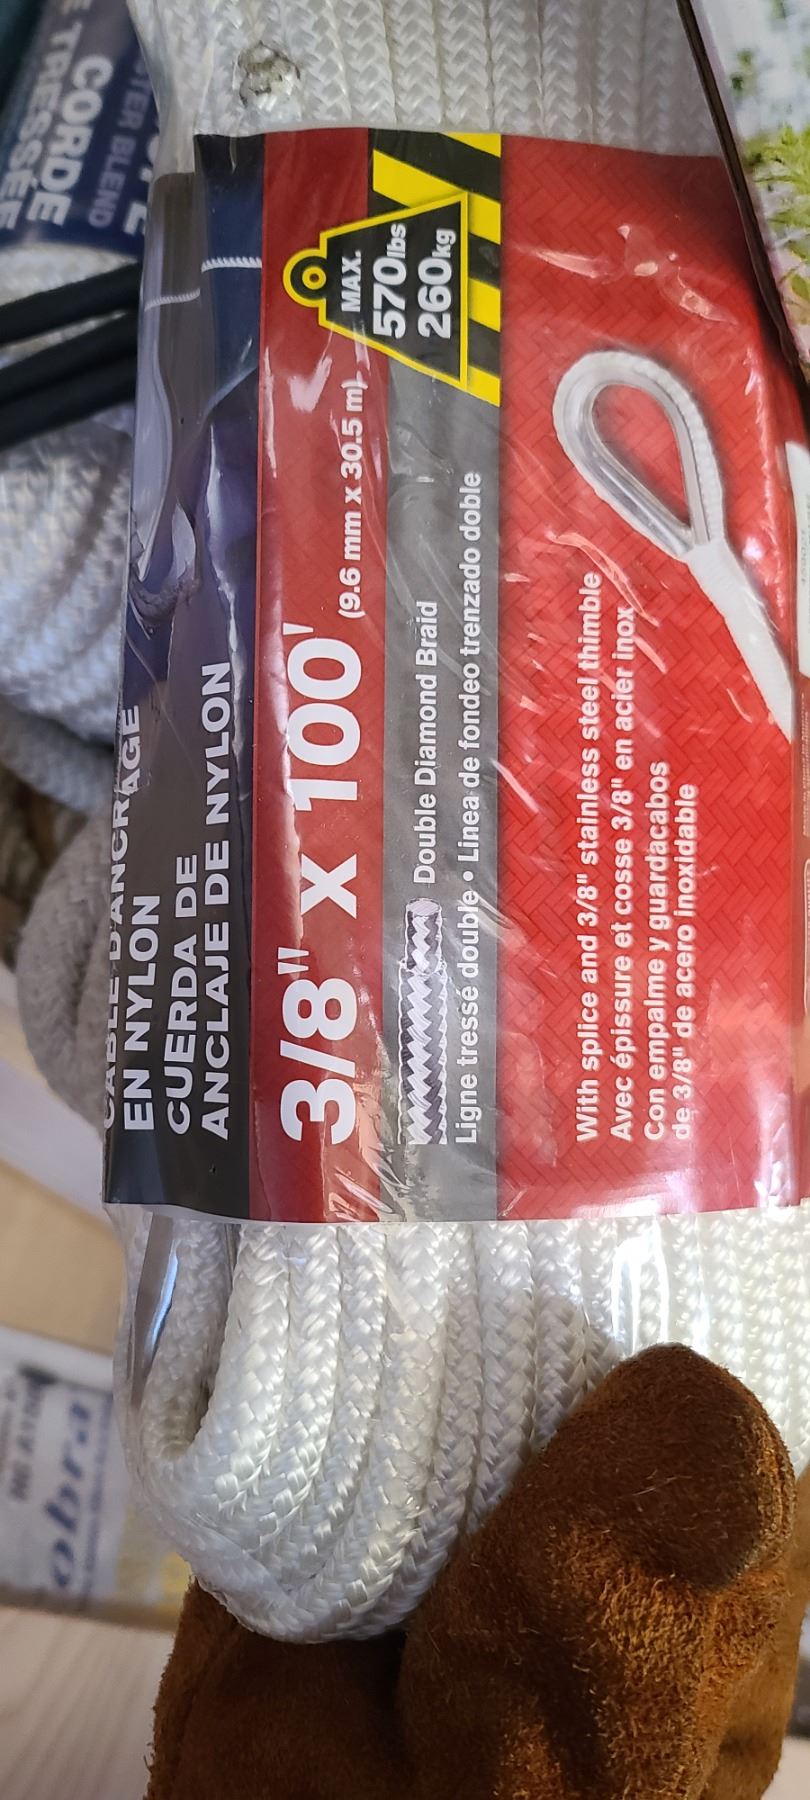 CÂBLE D'ANCRAGE
EN NYLON
CUERDA DE
ANCLAJE DE NYLON
3/8" x 100'
(9.6 mm x 30.5 m)
MAX.
570lbs
260kg
Double Diamond Braid
Ligne tressé double • Linea de fondeo trenzado doble
With splice and 3/8" stainless steel thimble
Avec épissure et cosse 3/8" en acier inox
Con empalme y guardacabos
de 3/8" de acero inoxidable
CORDE
TRESSÉE
BLEND